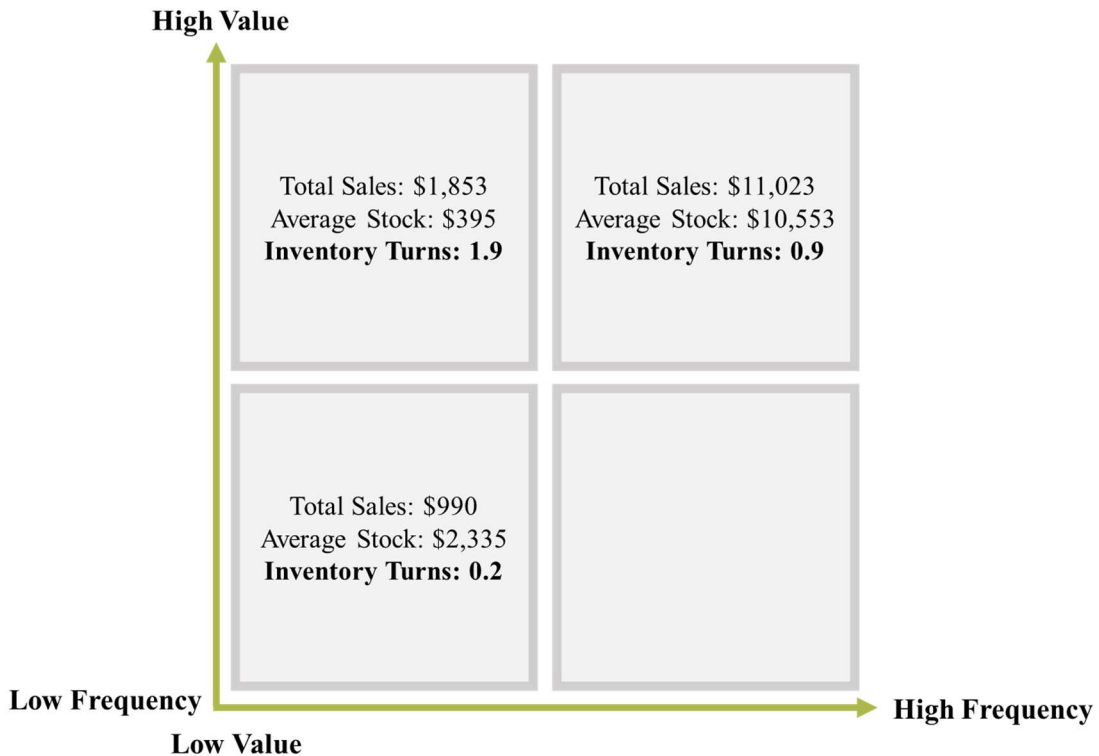 High Value
Total Sales: $1,853
Average Stock: $395
Inventory Turns: 1.9
Total Sales: $11,023
Average Stock: $10,553
Inventory Turns: 0.9
Total Sales: $990
Average Stock: $2,335
Inventory Turns: 0.2
Low Frequency
High Frequency
Low Value